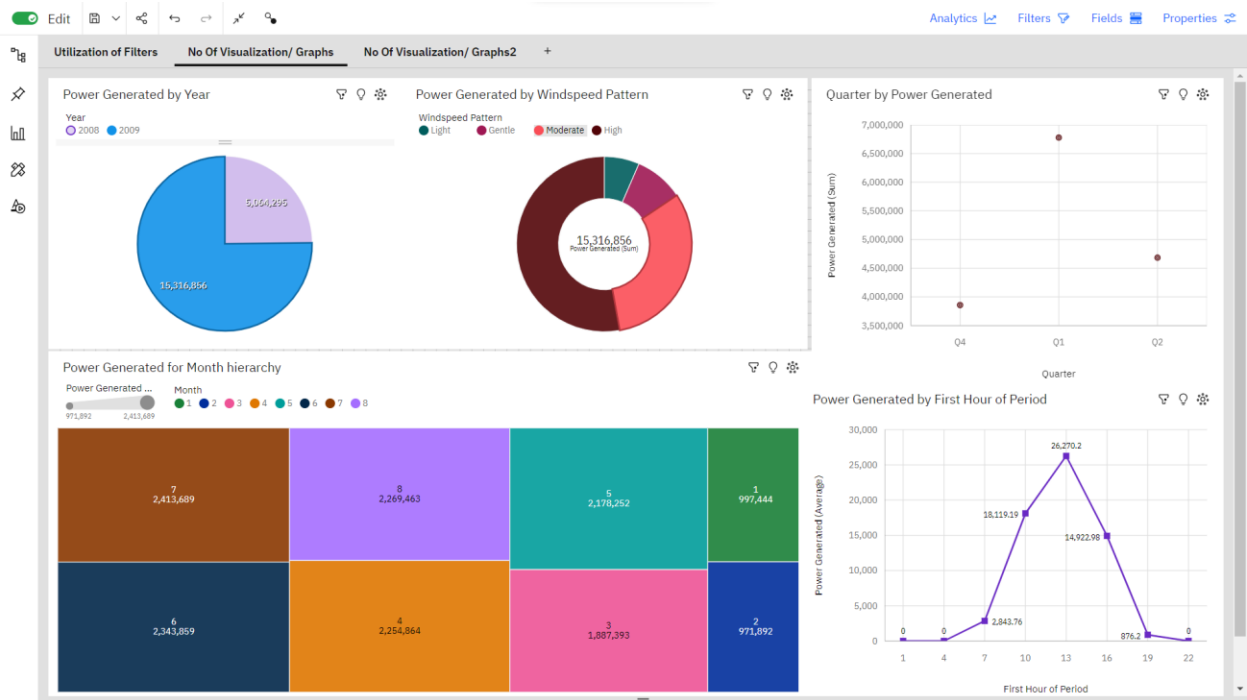 Edit
Analytics Filters Fields Properties
Utilization of Filters No Of Visualization/ Graphs No Of Visualization/ Graphs2 +
Power Generated by Year
Year
2008 2009
5,064,295
15,316,856
Power Generated by Windspeed Pattern
Windspeed Pattern
Light Gentle Moderate High
15,316,856
Power Generated (Sum)
Quarter by Power Generated
Power Generated (Sum)
7,000,000
6,500,000
6,000,000
5,500,000
5,000,000
4,500,000
4,000,000
3,500,000
Q4 Q1 Q2
Quarter
Power Generated for Month hierarchy
Power Generated ...
971,892 2,413,689
Month
1 2 3 4 5 6 7 8
7
2,413,689
8
2,269,463
5
2,178,252
1
997,444
6
2,343,859
4
2,254,864
3
1,887,393
2
971,892
Power Generated by First Hour of Period
Power Generated (Average)
30,000
25,000
20,000
15,000
10,000
5,000
0
0
0
2,843.76
18,119.19
26,270.2
14,922.98
876.2
0
1 4 7 10 13 16 19 22
First Hour of Period